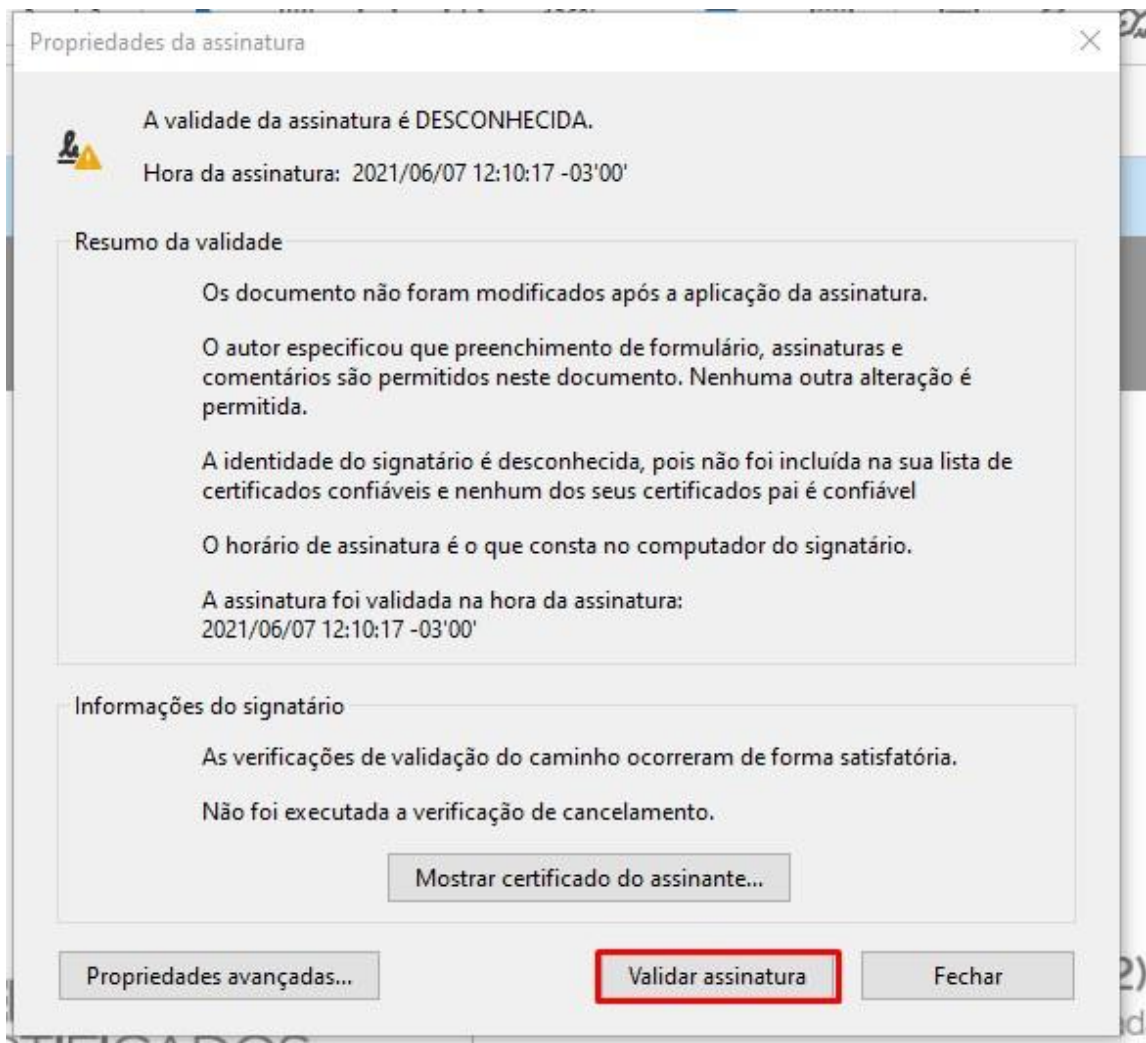 Propriedades da assinatura
A validade da assinatura é DESCONHECIDA.
Hora da assinatura: 2021/06/07 12:10:17 -03'00'
Resumo da validade
Os documento não foram modificados após a aplicação da assinatura.
O autor especificou que preenchimento de formulário, assinaturas e
comentários são permitidos neste documento. Nenhuma outra alteração é
permitida.
A identidade do signatário é desconhecida, pois não foi incluída na sua lista de
certificados confiáveis e nenhum dos seus certificados pai é confiável
O horário de assinatura é o que consta no computador do signatário.
A assinatura foi validada na hora da assinatura:
2021/06/07 12:10:17 -03'00'
Informações do signatário
As verificações de validação do caminho ocorreram de forma satisfatória.
Não foi executada a verificação de cancelamento.
Mostrar certificado do assinante...
Propriedades avançadas...
Validar assinatura
Fechar
2)